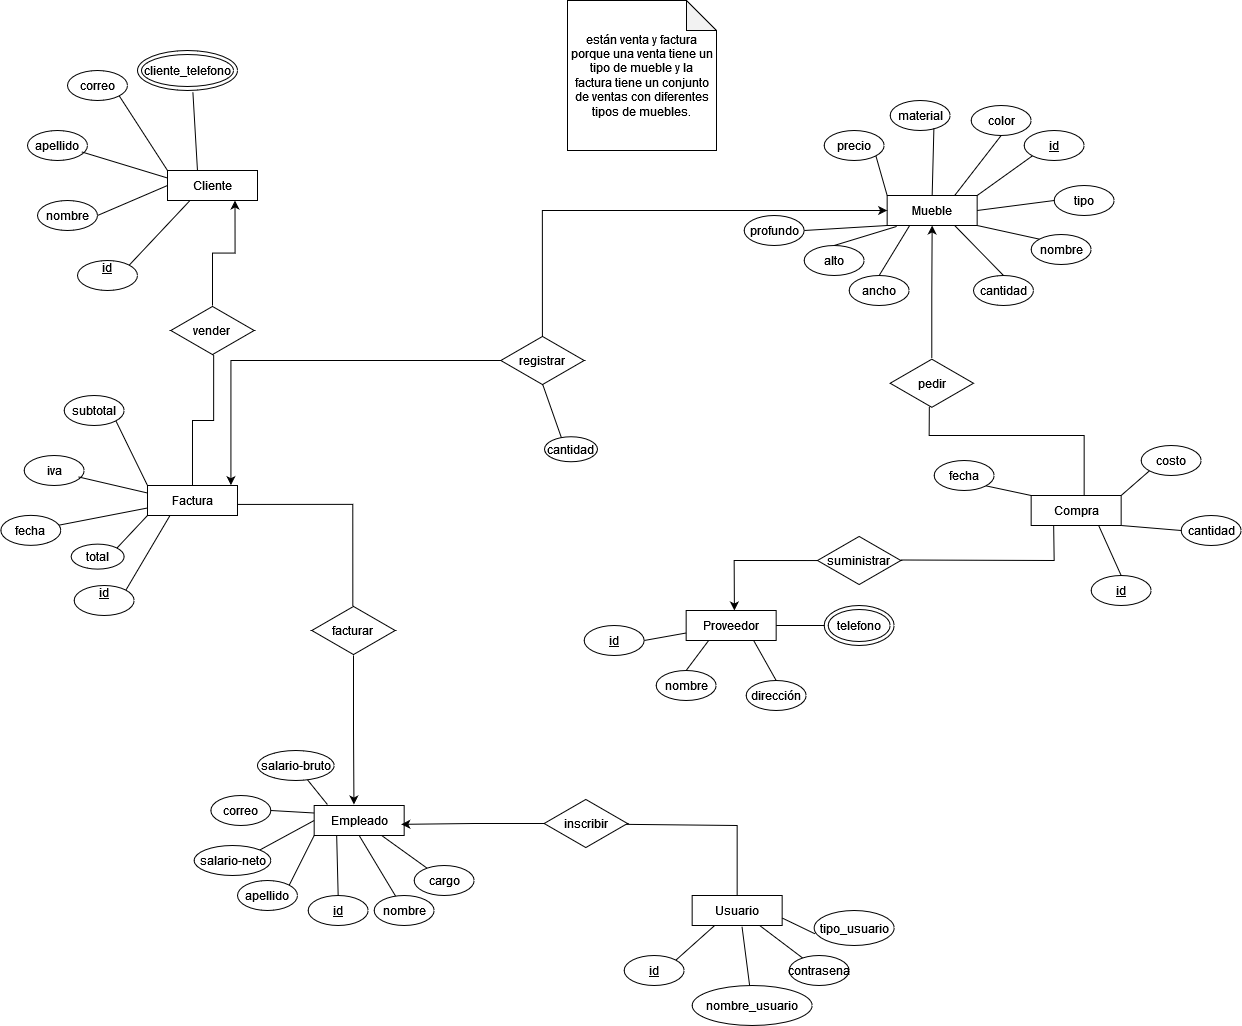 están venta y factura
porque una venta tiene un
tipo de mueble y la
factura tiene un conjunto
de ventas con diferentes
tipos de muebles.
cliente_telefono
correo
apellido
Cliente
nombre
id
vender
material
color
precio
id
Mueble
tipo
profundo
nombre
alto
ancho
cantidad
registrar
cantidad
pedir
subtotal
iva
Factura
fecha
total
id
fecha
costo
Compra
cantidad
id
suministrar
Proveedor
telefono
id
nombre
dirección
facturar
salario-bruto
correo
Empleado
salario-neto
apellido
id
nombre
cargo
inscribir
Usuario
tipo_usuario
id
contrasena
nombre_usuario